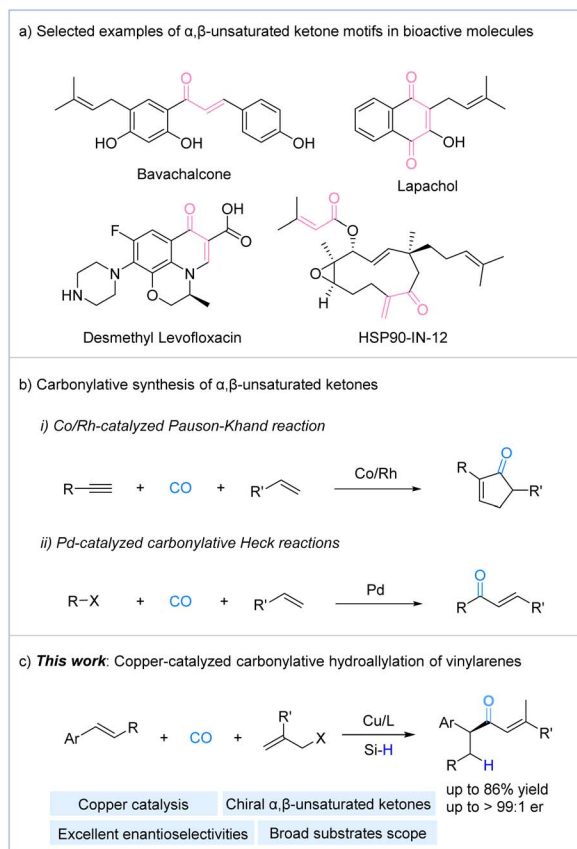 a) Selected examples of α,β-unsaturated ketone motifs in bioactive molecules
O
HO
OH
OH
Bavachalcone
O
OH
O
Lapachol
O
OH
F
O
N
N
HN
O
Desmethyl Levofloxacin
O
O
O
H
O
HSP90-IN-12
b) Carbonylative synthesis of α,β-unsaturated ketones
i) Co/Rh-catalyzed Pauson-Khand reaction
R + CO + R' Co/Rh R O R'
ii) Pd-catalyzed carbonylative Heck reactions
R-X + CO + R' Pd O R R'
c) This work: Copper-catalyzed carbonylative hydroallylation of vinylarenes
Ar R + CO + R' X Cu/L Si-H Ar O R' R H
up to 86% yield
up to > 99:1 er
Copper catalysis
Chiral α,β-unsaturated ketones
Excellent enantioselectivities
Broad substrates scope